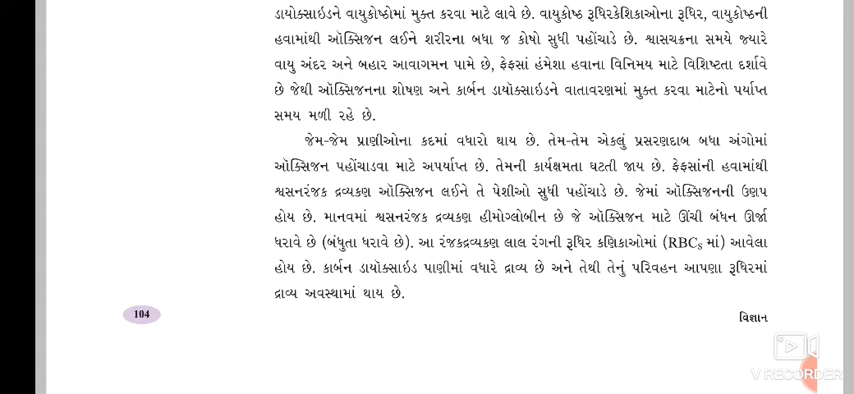 ડાયોક્સાઇડને વાયુકોષ્ઠોમાં મુક્ત કરવા માટે લાવે છે. વાયુકોષ્ઠ રૂધિરકેશિકાઓના રૂધિર, વાયુકોષ્ઠની
હવામાંથી ઑક્સિજન લઈને શરીરના બધા જ કોષો સુધી પહોંચાડે છે. શ્વાસચક્રના સમયે જ્યારે
વાયુ અંદર અને બહાર આવાગમન પામે છે, ફેફસાં હંમેશા હવાના વિનિમય માટે વિશિષ્ટતા દર્શાવે
છે જેથી ઑક્સિજનના શોષણ અને કાર્બન ડાયૉક્સાઇડને વાતાવરણમાં મુક્ત કરવા માટેનો પર્યાપ્ત
સમય મળી રહે છે.
જેમ-જેમ પ્રાણીઓના કદમાં વધારો થાય છે. તેમ-તેમ એકલું પ્રસરણદાબ બધા અંગોમાં
ઑક્સિજન પહોંચાડવા માટે અપર્યાપ્ત છે. તેમની કાર્યક્ષમતા ઘટતી જાય છે. ફેફસાંની હવામાંથી
શ્વસનરંજક દ્રવ્યકણ ઑક્સિજન લઈને તે પેશીઓ સુધી પહોંચાડે છે. જેમાં ઑક્સિજનની ઉણપ
હોય છે. માનવમાં શ્વસનરંજક દ્રવ્યકણ હીમોગ્લોબીન છે જે ઑક્સિજન માટે ઊંચી બંધન ઊર્જા
ધરાવે છે (બંધુતા ધરાવે છે). આ રંજકદ્રવ્યકણ લાલ રંગની રૂધિર કણિકાઓમાં (RBCs માં) આવેલા
હોય છે. કાર્બન ડાયૉક્સાઇડ પાણીમાં વધારે દ્રાવ્ય છે અને તેથી તેનું પરિવહન આપણા રૂધિરમાં
દ્રાવ્ય અવસ્થામાં થાય છે.
104
વિજ્ઞાન
V RECORDER